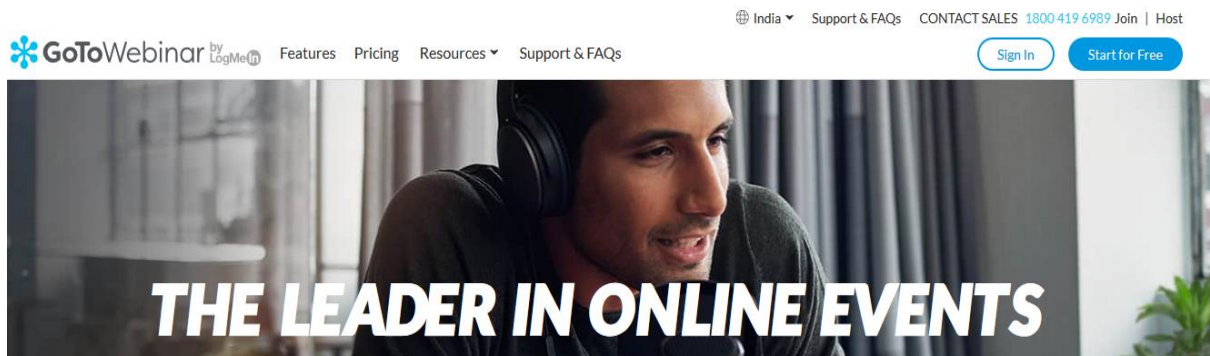 India Support & FAQs CONTACT SALES 1800 419 6989 Join | Host
GoToWebinar by LogMeIn Features Pricing Resources Support & FAQs Sign In Start for Free
THE LEADER IN ONLINE EVENTS